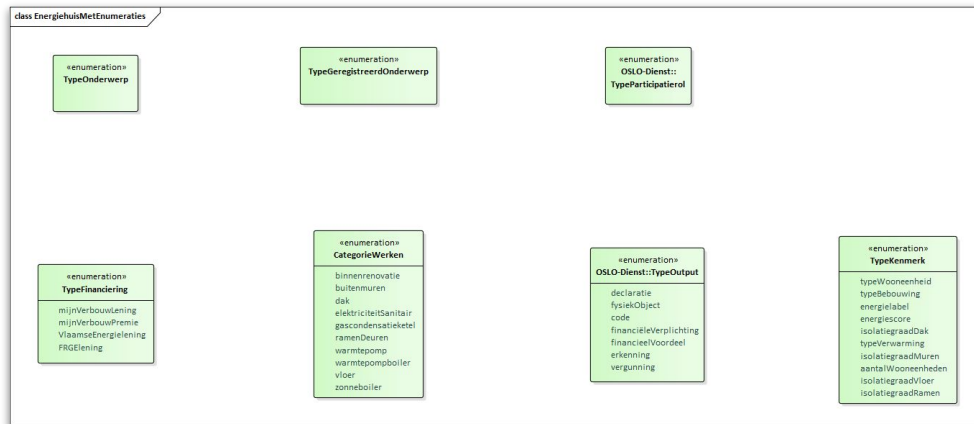 class EnergiehuisMetEnumeraties
«enumeration»
TypeOnderwerp
«enumeration»
TypeGeregistreerdOnderwerp
«enumeration»
OSLO-Dienst::
TypeParticipatierol
«enumeration»
TypeFinanciering
mijnVerbouwLening
mijnVerbouwPremie
VlaamseEnergielening
FRGElening
«enumeration»
CategorieWerken
binnenrenovatie
buitenmuren
dak
elektriciteitSanitair
gascondensatieketel
ramenDeuren
warmtepomp
warmtepompboiler
vloer
zonneboiler
«enumeration»
OSLO-Dienst::TypeOutput
declaratie
fysiekObject
code
financiëleVerplichting
financieelVoordeel
erkenning
vergunning
«enumeration»
TypeKenmerk
typeWooneenheid
typeBebouwing
energielabel
energiescore
isolatiegraadDak
typeVerwarming
isolatiegraadMuren
aantalWooneenheden
isolatiegraadVloer
isolatiegraadRamen